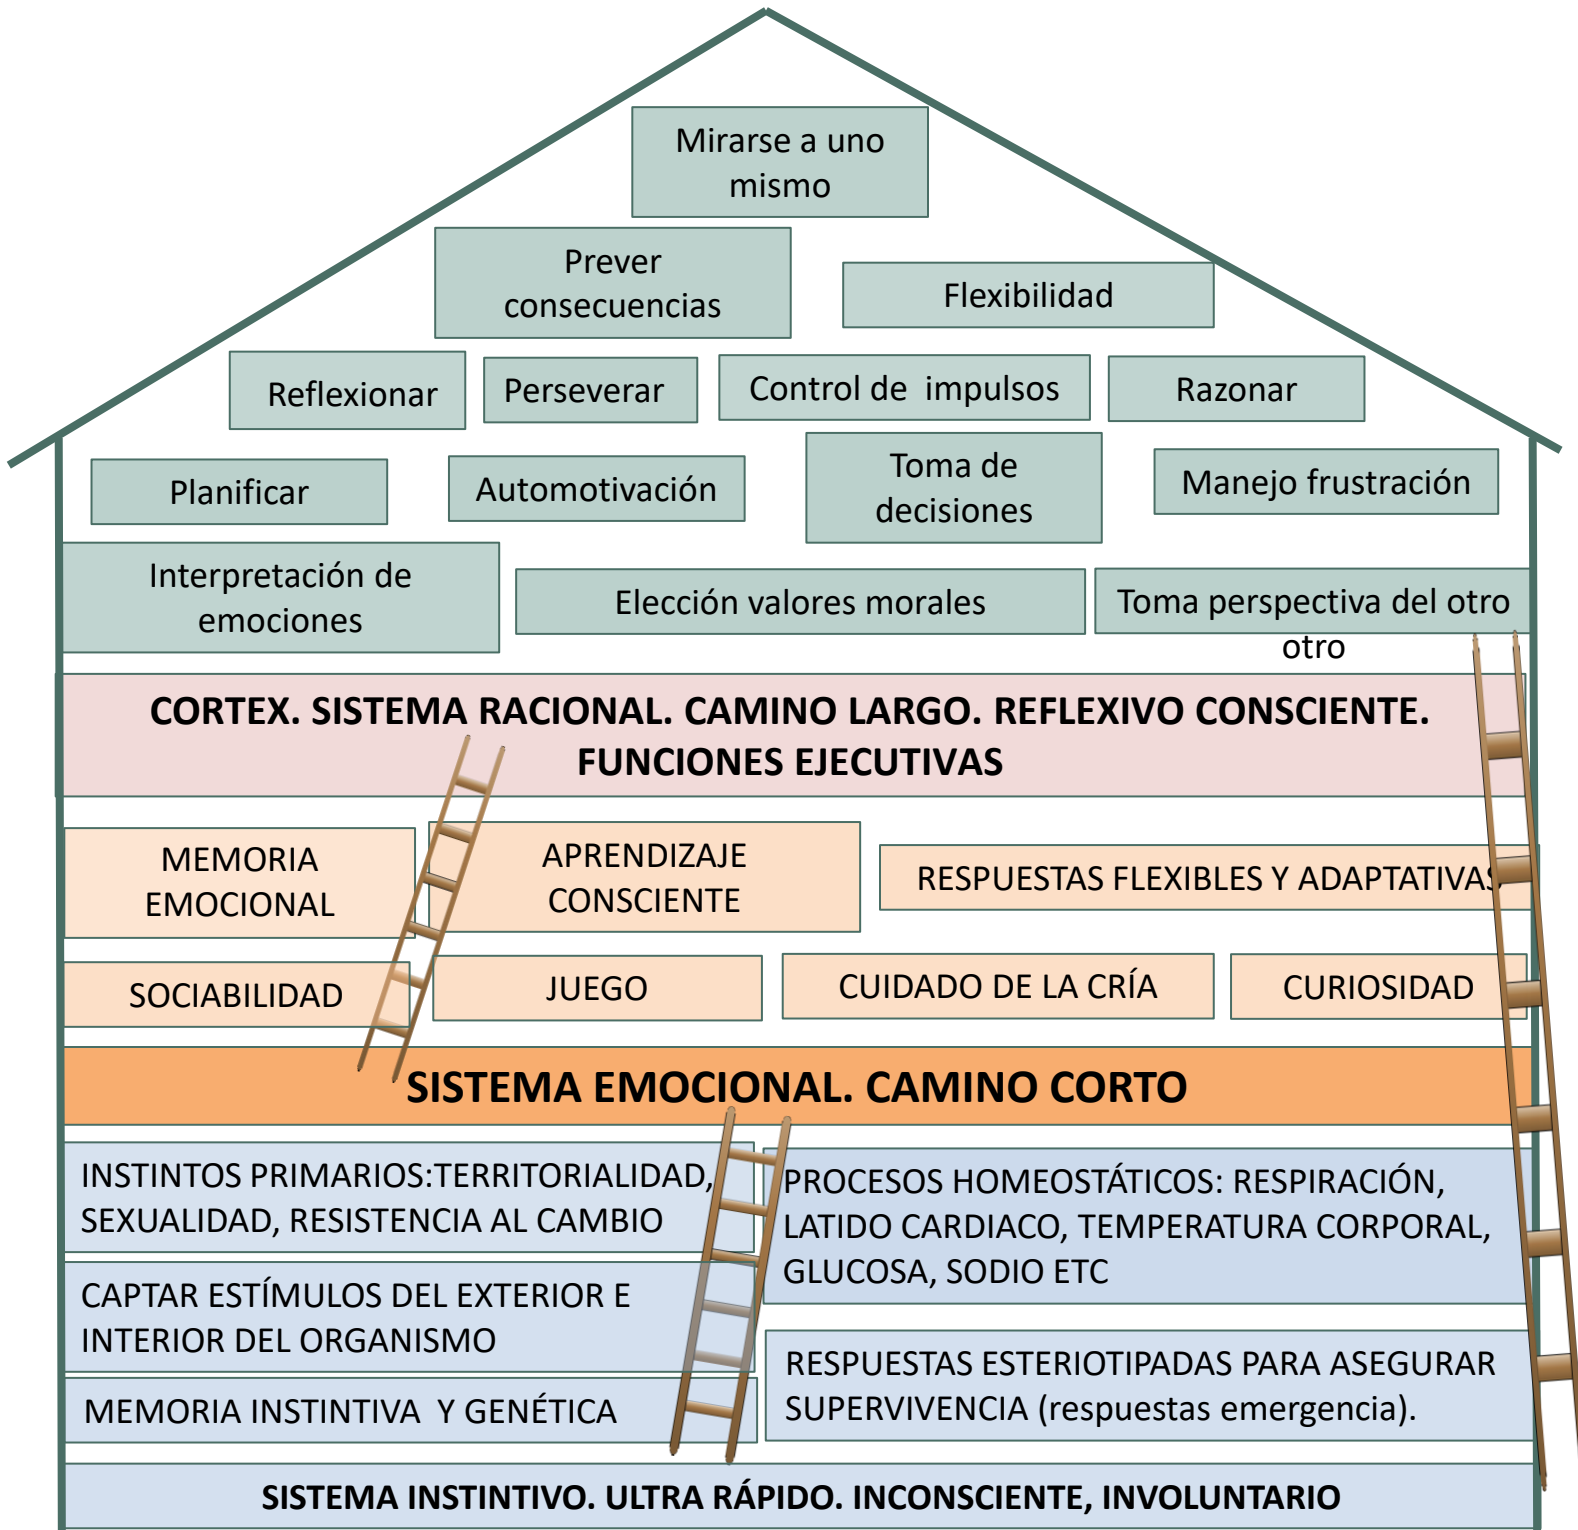 Mirarse a uno
mismo
Prever
consecuencias
Flexibilidad
Reflexionar
Perseverar
Control de  impulsos
Razonar
Planificar
Automotivación
Toma de
decisiones
Manejo frustración
Interpretación de
emociones
Elección valores morales
Toma perspectiva del otro
otro
CORTEX. SISTEMA RACIONAL. CAMINO LARGO. REFLEXIVO CONSCIENTE.
FUNCIONES EJECUTIVAS
MEMORIA
EMOCIONAL
APRENDIZAJE
CONSCIENTE
RESPUESTAS FLEXIBLES Y ADAPTATIVAS
SOCIABILIDAD
JUEGO
CUIDADO DE LA CRÍA
CURIOSIDAD
SISTEMA EMOCIONAL. CAMINO CORTO
INSTINTOS PRIMARIOS:TERRITORIALIDAD,
SEXUALIDAD, RESISTENCIA AL CAMBIO
PROCESOS HOMEOSTÁTICOS: RESPIRACIÓN,
LATIDO CARDIACO, TEMPERATURA CORPORAL,
GLUCOSA, SODIO ETC
CAPTAR ESTÍMULOS DEL EXTERIOR E
INTERIOR DEL ORGANISMO
RESPUESTAS ESTERIOTIPADAS PARA ASEGURAR
SUPERVIVENCIA (respuestas emergencia).
MEMORIA INSTINTIVA  Y GENÉTICA
SISTEMA INSTINTIVO. ULTRA RÁPIDO. INCONSCIENTE, INVOLUNTARIO